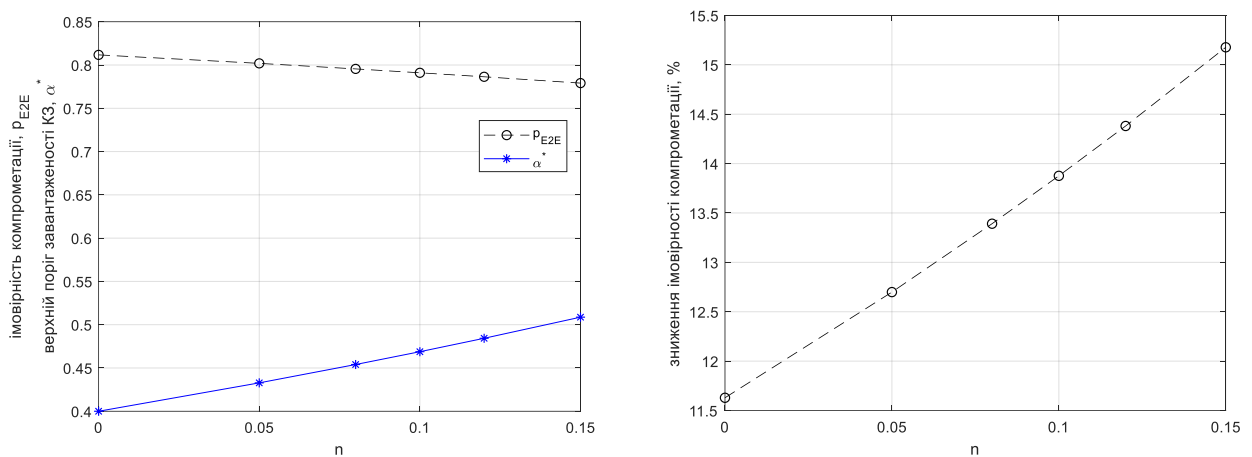 імовірність компрометації, pE2E
верхній поріг завантаженості КЗ, α*
0.85
0.8
0.75
0.7
0.65
0.6
0.55
0.5
0.45
0.4
0 0.05 0.1 0.15
n
pE2E
α*
зниження імовірності компрометації, %
15.5
15
14.5
14
13.5
13
12.5
12
11.5
0 0.05 0.1 0.15
n